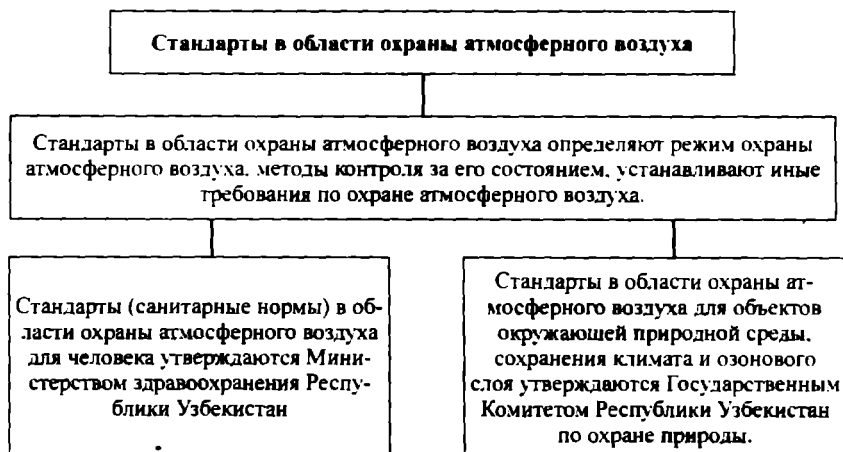 Стандарты в области охраны атмосферного воздуха
Стандарты в области охраны атмосферного воздуха определяют режим охраны
атмосферного воздуха, методы контроля за его состоянием, устанавливают иные
требования по охране атмосферного воздуха.
Стандарты (санитарные нормы) в об-
ласти охраны атмосферного воздуха
для человека утверждаются Мини-
стерством здравоохранения Респу-
блики Узбекистан
Стандарты в области охраны ат-
мосферного воздуха для объектов
окружающей природной среды,
сохранения климата и озонового
слоя утверждаются Государственным
Комитетом Республики Узбекистан
по охране природы.